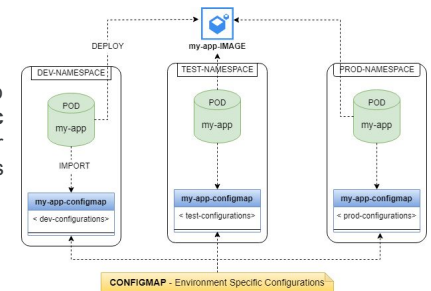 DEPLOY
my-app-IMAGE
DEV-NAMESPACE
TEST-NAMESPACE
PROD-NAMESPACE
POD
my-app
POD
my-app
POD
my-app
IMPORT
my-app-configmap
< dev-configurations>
my-app-configmap
< test-configurations>
my-app-configmap
< prod-configurations>
CONFIGMAP - Environment Specific Configurations